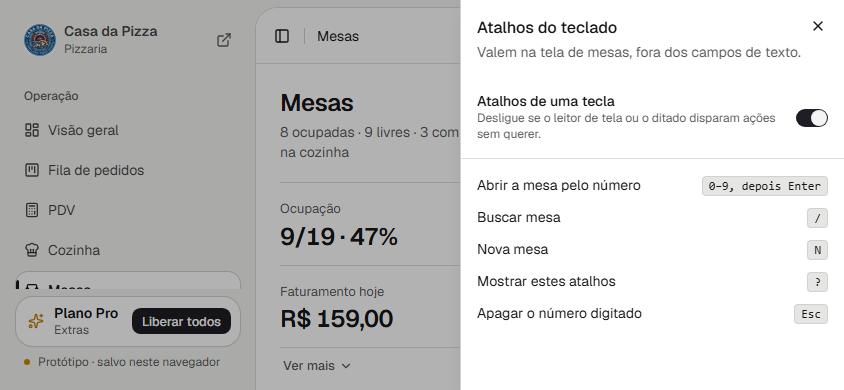 Casa da Pizza
Pizzaria
Operação
Visão geral
Fila de pedidos
PDV
Cozinha
Mesas
Plano Pro
Extras
Liberar todos
Protótipo · salvo neste navegador
Mesas
Mesas
8 ocupadas · 9 livres · 3 com
na cozinha
Ocupação
9/19 · 47%
Faturamento hoje
R$ 159,00
Ver mais
Atalhos do teclado
Valem na tela de mesas, fora dos campos de texto.
Atalhos de uma tecla
Desligue se o leitor de tela ou o ditado disparam ações
sem querer.
Abrir a mesa pelo número 0–9, depois Enter
Buscar mesa /
Nova mesa N
Mostrar estes atalhos ?
Apagar o número digitado Esc